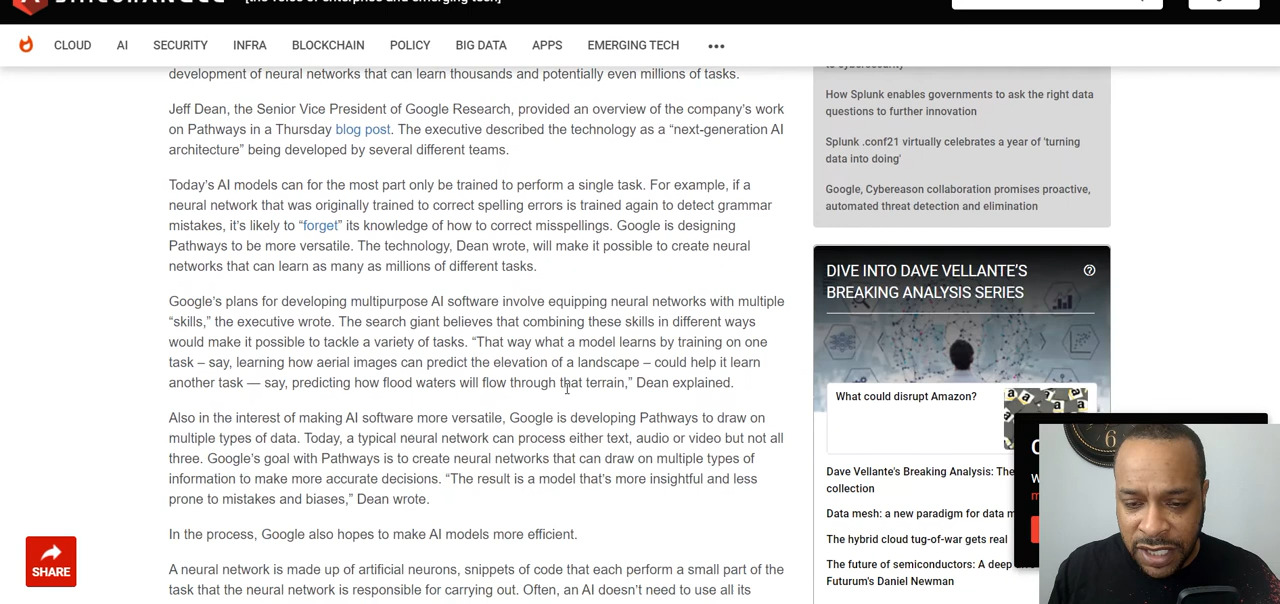 [the voice of enterprise and emerging tech]
CLOUD AI SECURITY INFRA BLOCKCHAIN POLICY BIG DATA APPS EMERGING TECH •••
development of neural networks that can learn thousands and potentially even millions of tasks.
Jeff Dean, the Senior Vice President of Google Research, provided an overview of the company’s work
on Pathways in a Thursday blog post. The executive described the technology as a “next-generation AI
architecture” being developed by several different teams.
Today’s AI models can for the most part only be trained to perform a single task. For example, if a
neural network that was originally trained to correct spelling errors is trained again to detect grammar
mistakes, it’s likely to “forget” its knowledge of how to correct misspellings. Google is designing
Pathways to be more versatile. The technology, Dean wrote, will make it possible to create neural
networks that can learn as many as millions of different tasks.
Google’s plans for developing multipurpose AI software involve equipping neural networks with multiple
“skills,” the executive wrote. The search giant believes that combining these skills in different ways
would make it possible to tackle a variety of tasks. “That way what a model learns by training on one
task – say, learning how aerial images can predict the elevation of a landscape – could help it learn
another task — say, predicting how flood waters will flow through that terrain,” Dean explained.
Also in the interest of making AI software more versatile, Google is developing Pathways to draw on
multiple types of data. Today, a typical neural network can process either text, audio or video but not all
three. Google’s goal with Pathways is to create neural networks that can draw on multiple types of
information to make more accurate decisions. “The result is a model that’s more insightful and less
prone to mistakes and biases,” Dean wrote.
In the process, Google also hopes to make AI models more efficient.
A neural network is made up of artificial neurons, snippets of code that each perform a small part of the
task that the neural network is responsible for carrying out. Often, an AI doesn’t need to use all its
SHARE
to Cybersecurity
How Splunk enables governments to ask the right data
questions to further innovation
Splunk .conf21 virtually celebrates a year of 'turning
data into doing'
Google, Cybereason collaboration promises proactive,
automated threat detection and elimination
DIVE INTO DAVE VELLANTE’S
BREAKING ANALYSIS SERIES
What could disrupt Amazon?
Dave Vellante's Breaking Analysis: The
collection
Data mesh: a new paradigm for data m
The hybrid cloud tug-of-war gets real
The future of semiconductors: A deep
Futurum's Daniel Newman